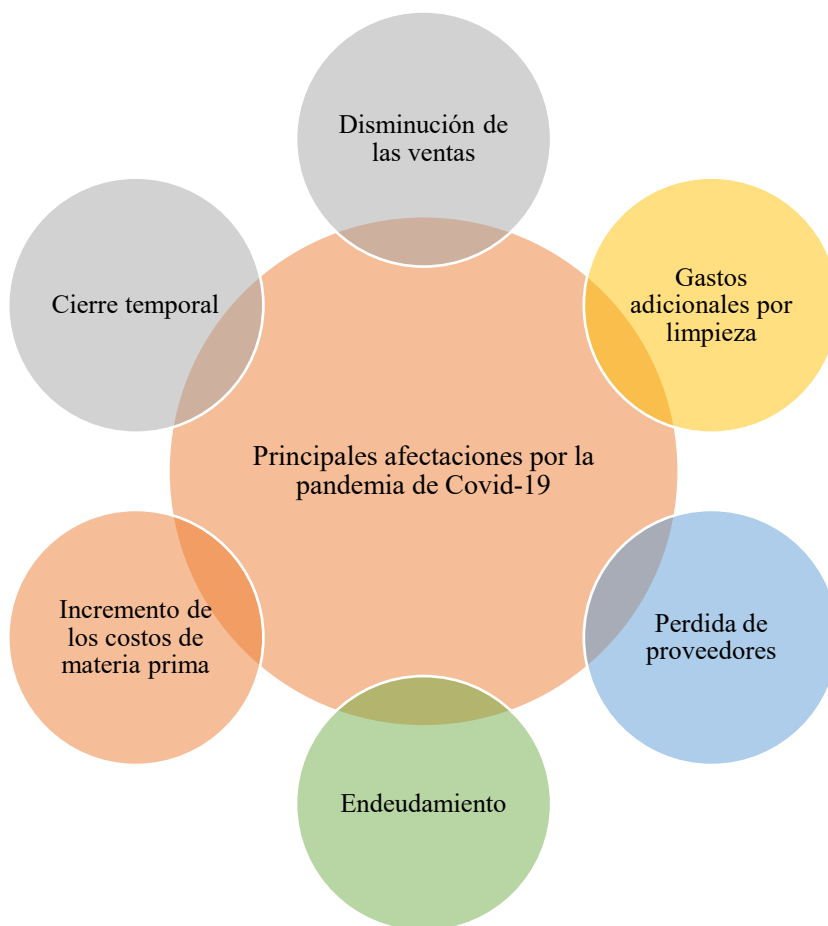 Disminución de
las ventas
Gastos
adicionales por
limpieza
Cierre temporal
Principales afectaciones por la
pandemia de Covid-19
Incremento de
los costos de
materia prima
Perdida de
proveedores
Endeudamiento